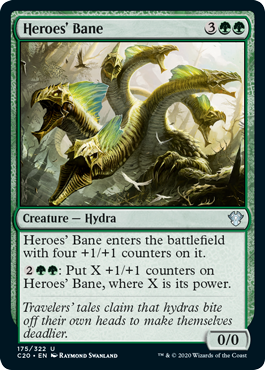 Heroes' Bane 3
Creature — Hydra
Heroes' Bane enters the battlefield
with four +1/+1 counters on it.
2: Put X +1/+1 counters on
Heroes' Bane, where X is its power.
Travelers' tales claim that hydras bite
off their own heads to make themselves
deadlier.
0/0
175/322 U
C20 • EN RAYMOND SWANLAND
™ & © 2020 Wizards of the Coast